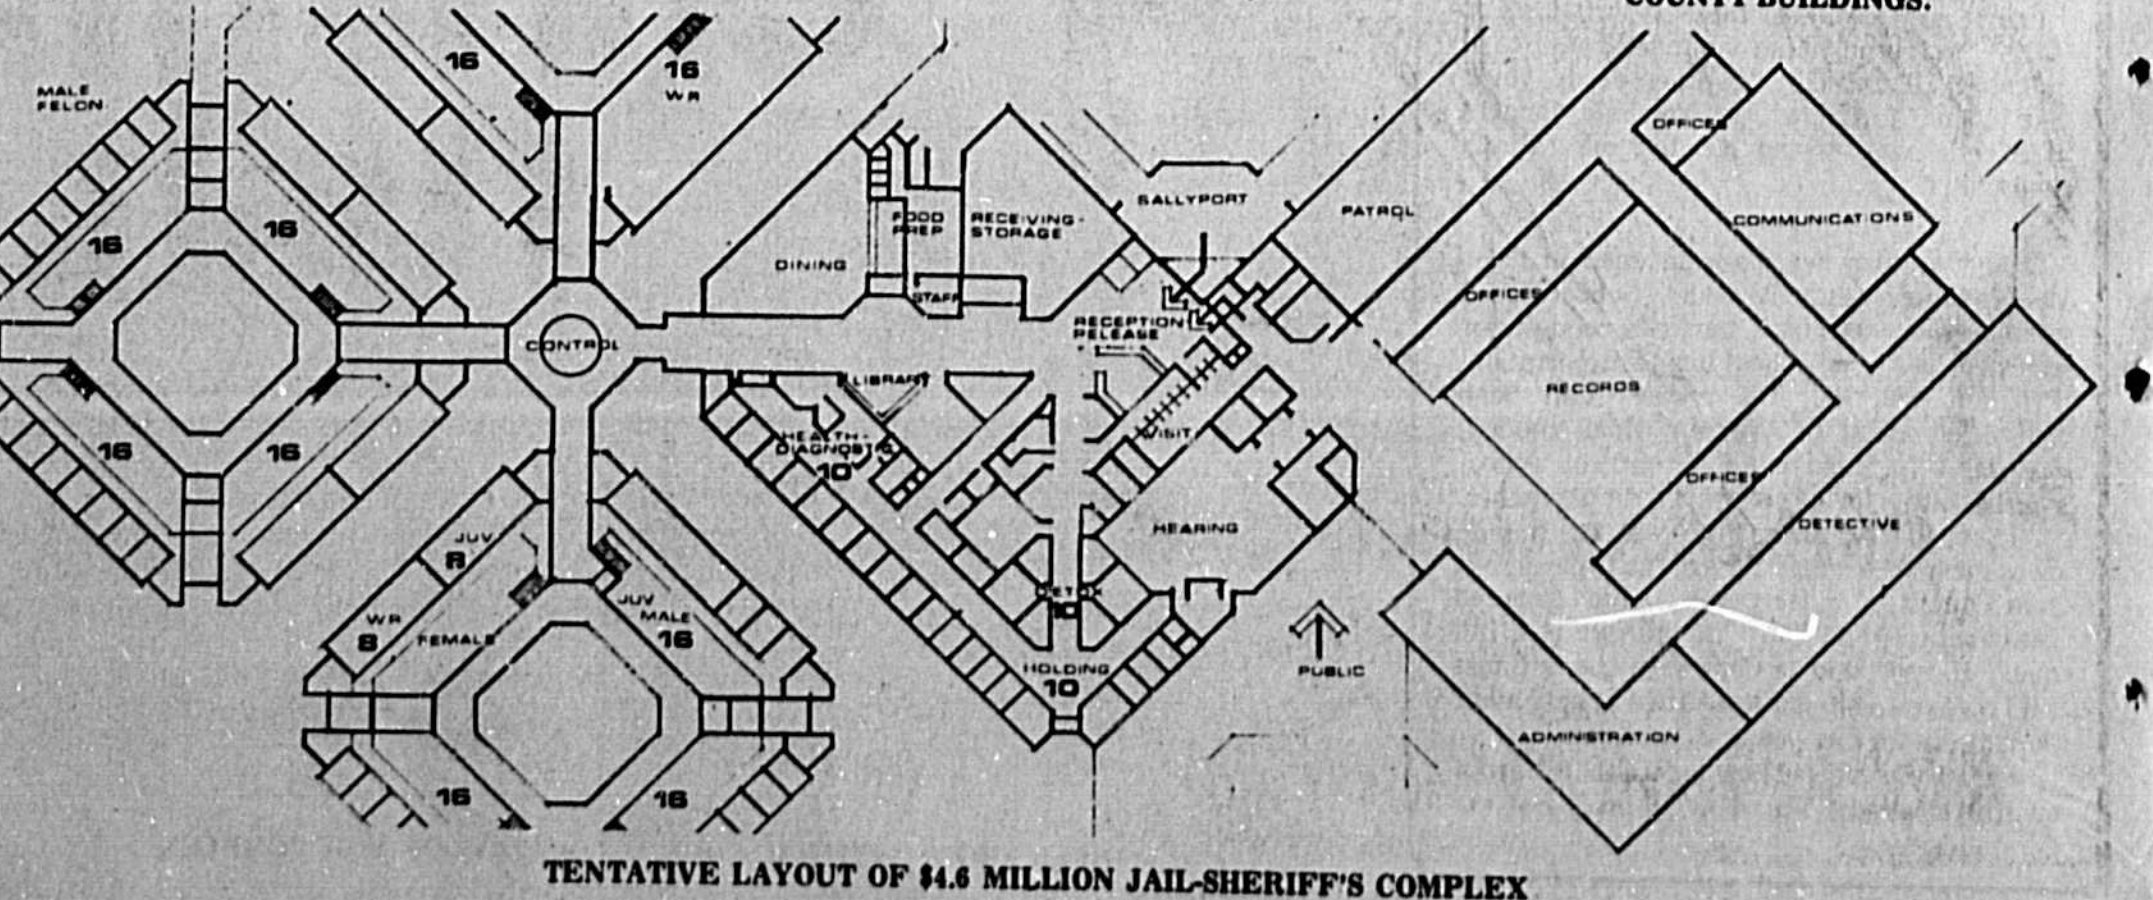 COUNTY BUILDINGS.
16
16
WR
MALE
FELON
16
16
SALLYPORT
PATROL
OFFICES
COMMUNICATIONS
FOOD
PREP
RECEIVING-
STORAGE
DINING
STAFF
OFFICES
RECEPTION
RELEASE
CONTROL
LIBRARY
RECORDS
VISIT
HEALTH-
DIAGNOSTIC
10
16
16
OFFICES
HEARING
DETECTIVE
JUV
8
DETOX
10
JUV
MALE
16
WR
8
FEMALE
HOLDING
10
PUBLIC
ADMINISTRATION
16
16
TENTATIVE LAYOUT OF $4.6 MILLION JAIL-SHERIFF'S COMPLEX